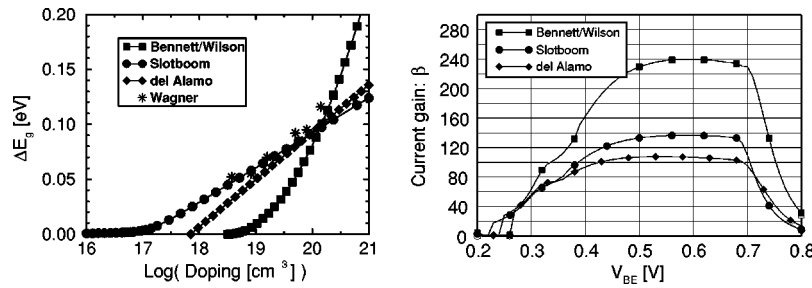 0.20
0.15
0.10
0.05
0.00
ΔE_g [eV]
Bennett/Wilson
Slotboom
del Alamo
Wagner
16 17 18 19 20 21
Log( Doping [cm⁻³] )
280
240
200
160
120
80
40
0
Current gain: β
Bennett/Wilson
Slotboom
del Alamo
0.2 0.3 0.4 0.5 0.6 0.7 0.8
V_BE [V]